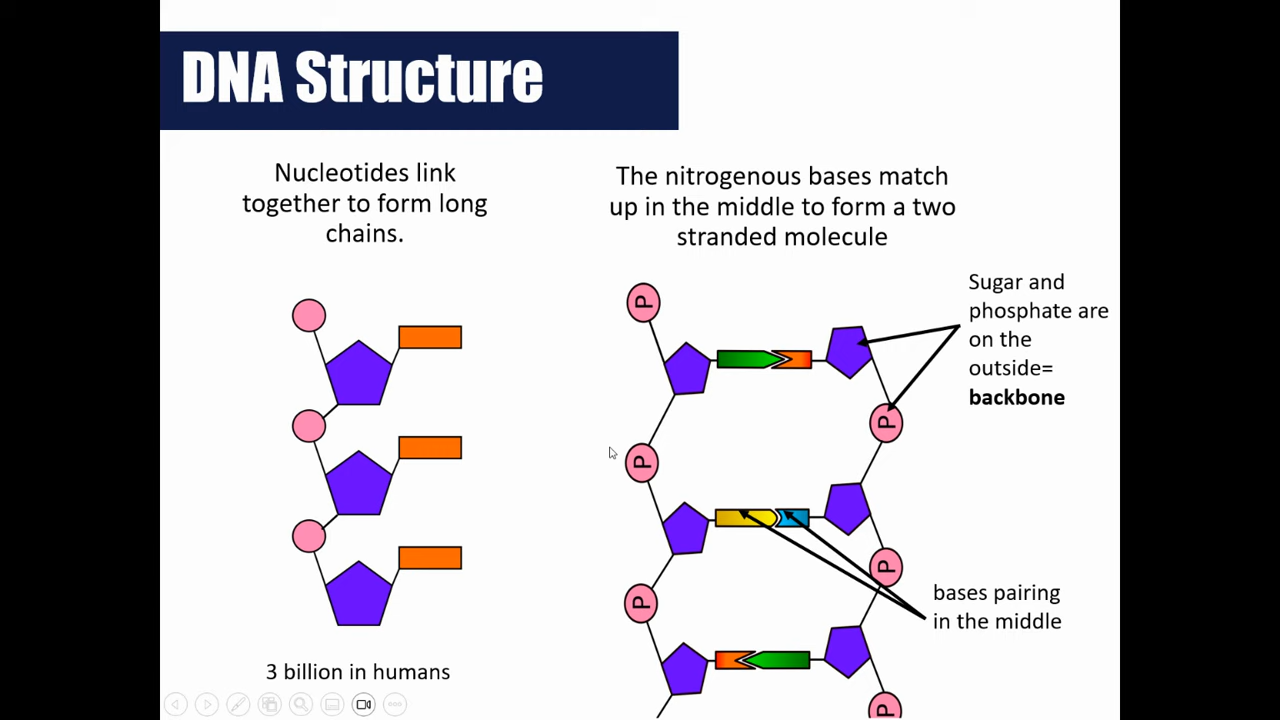 DNA Structure
Nucleotides link
together to form long
chains.
3 billion in humans
The nitrogenous bases match
up in the middle to form a two
stranded molecule
Sugar and
phosphate are
on the
outside=
backbone
P
P
P
P
P
P
bases pairing
in the middle